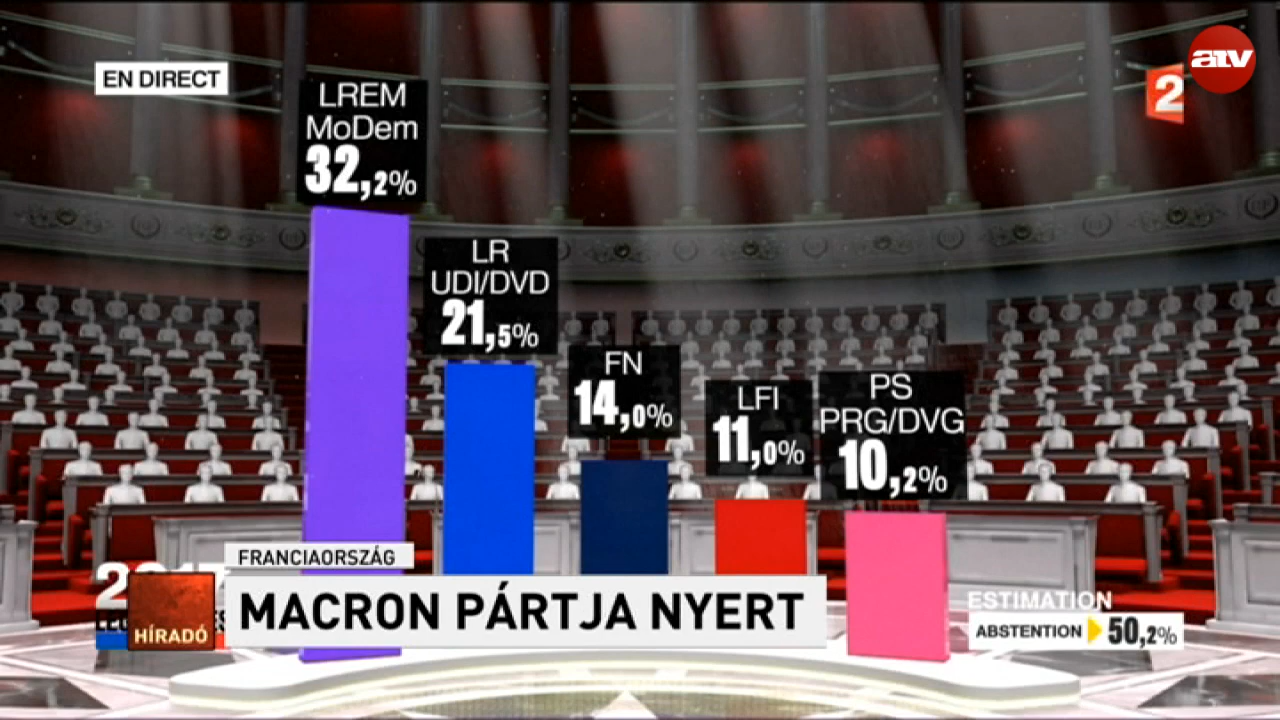 EN DIRECT
atv
2
LREM
MoDem
32,2%
LR
UDI/DVD
21,5%
FN
14,0%
LFI
11,0%
PS
PRG/DVG
10,2%
FRANCIAORSZÁG
MACRON PÁRTJA NYERT
HÍRADÓ
ESTIMATION
ABSTENTION 50,2%